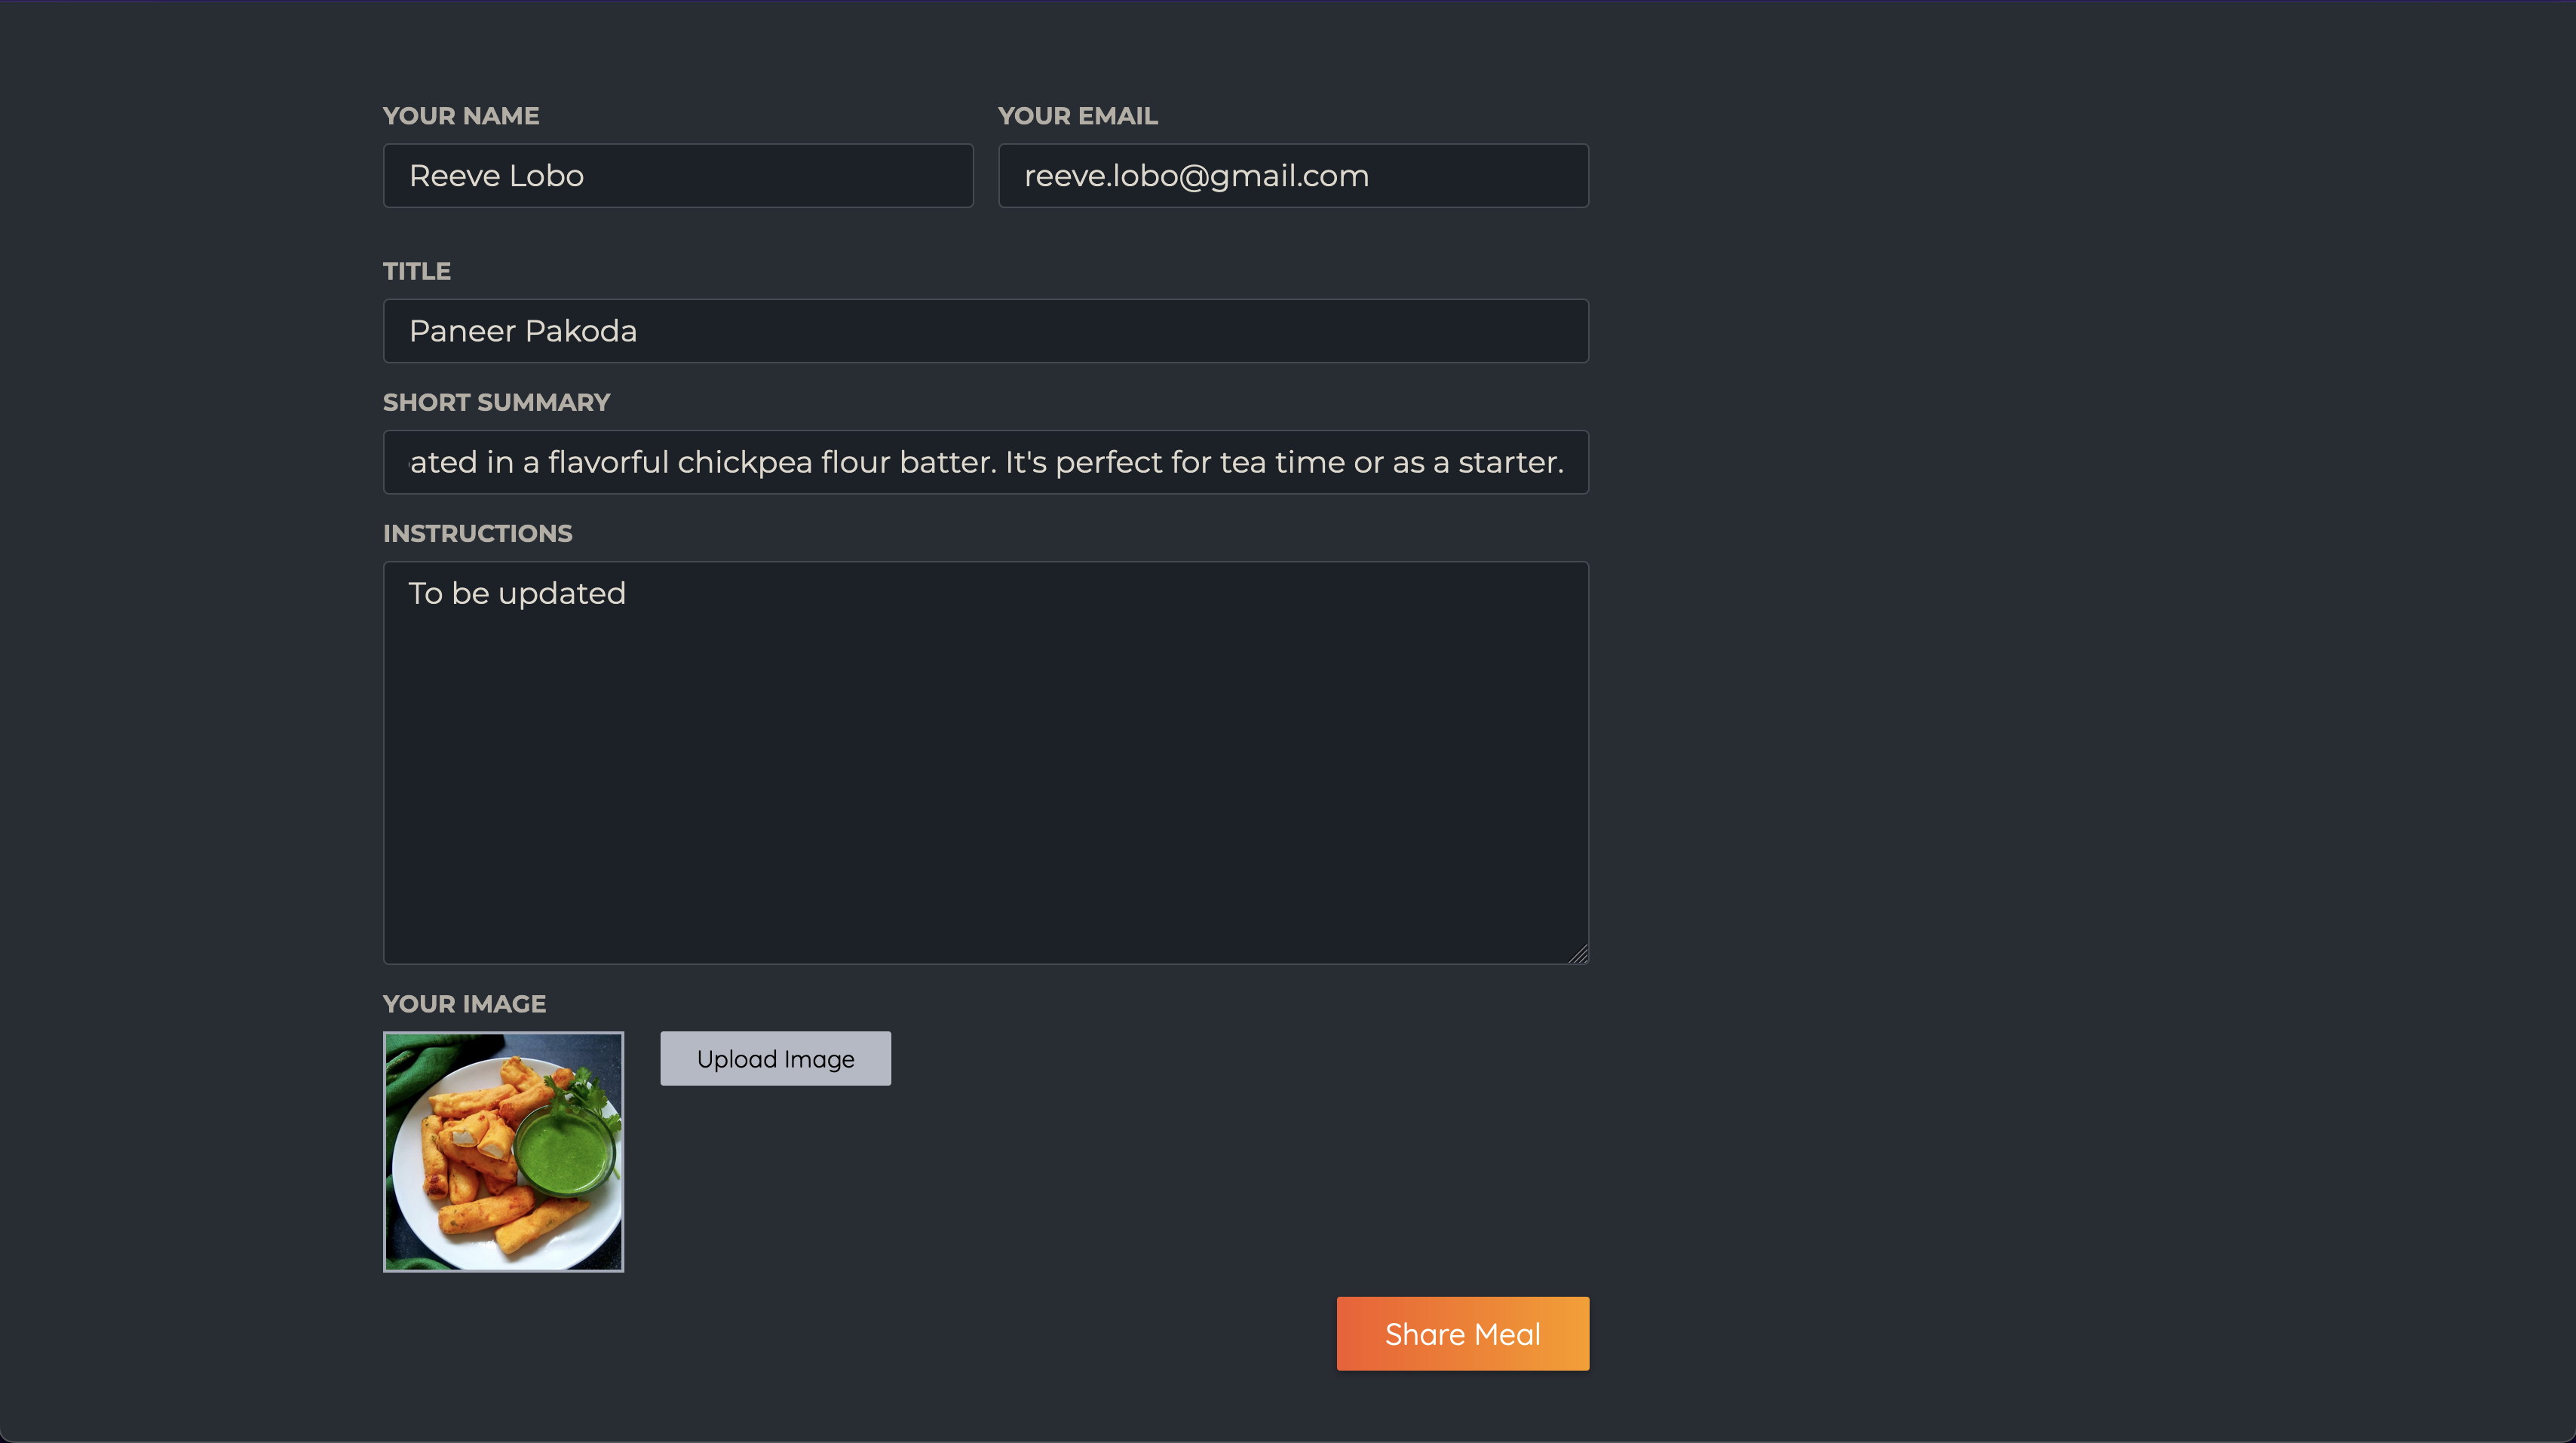 YOUR NAME
YOUR EMAIL
Reeve Lobo
reeve.lobo@gmail.com
TITLE
Paneer Pakoda
SHORT SUMMARY
ated in a flavorful chickpea flour batter. It's perfect for tea time or as a starter.
INSTRUCTIONS
To be updated
YOUR IMAGE
Upload Image
Share Meal